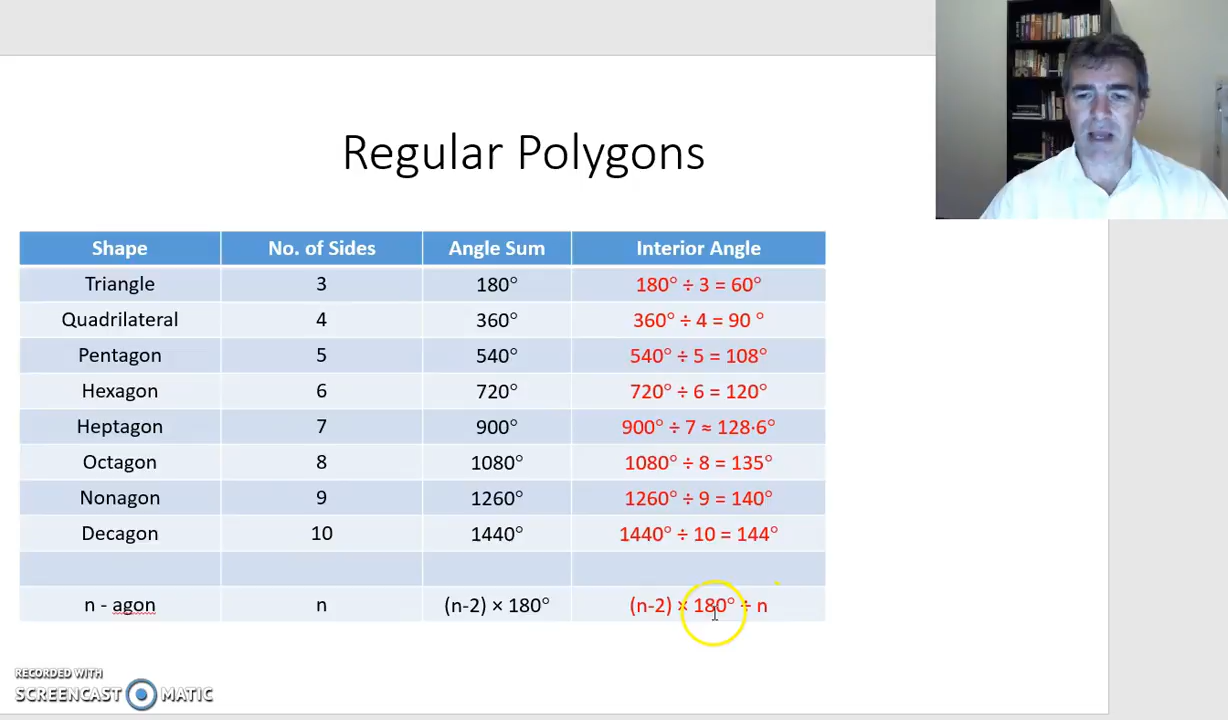 Regular Polygons
Shape No. of Sides Angle Sum Interior Angle
Triangle 3 180° 180° ÷ 3 = 60°
Quadrilateral 4 360° 360° ÷ 4 = 90 °
Pentagon 5 540° 540° ÷ 5 = 108°
Hexagon 6 720° 720° ÷ 6 = 120°
Heptagon 7 900° 900° ÷ 7 ≈ 128·6°
Octagon 8 1080° 1080° ÷ 8 = 135°
Nonagon 9 1260° 1260° ÷ 9 = 140°
Decagon 10 1440° 1440° ÷ 10 = 144°
n - agon n (n-2) × 180° (n-2) × 180° ÷ n
RECORDED WITH
SCREENCAST MATIC